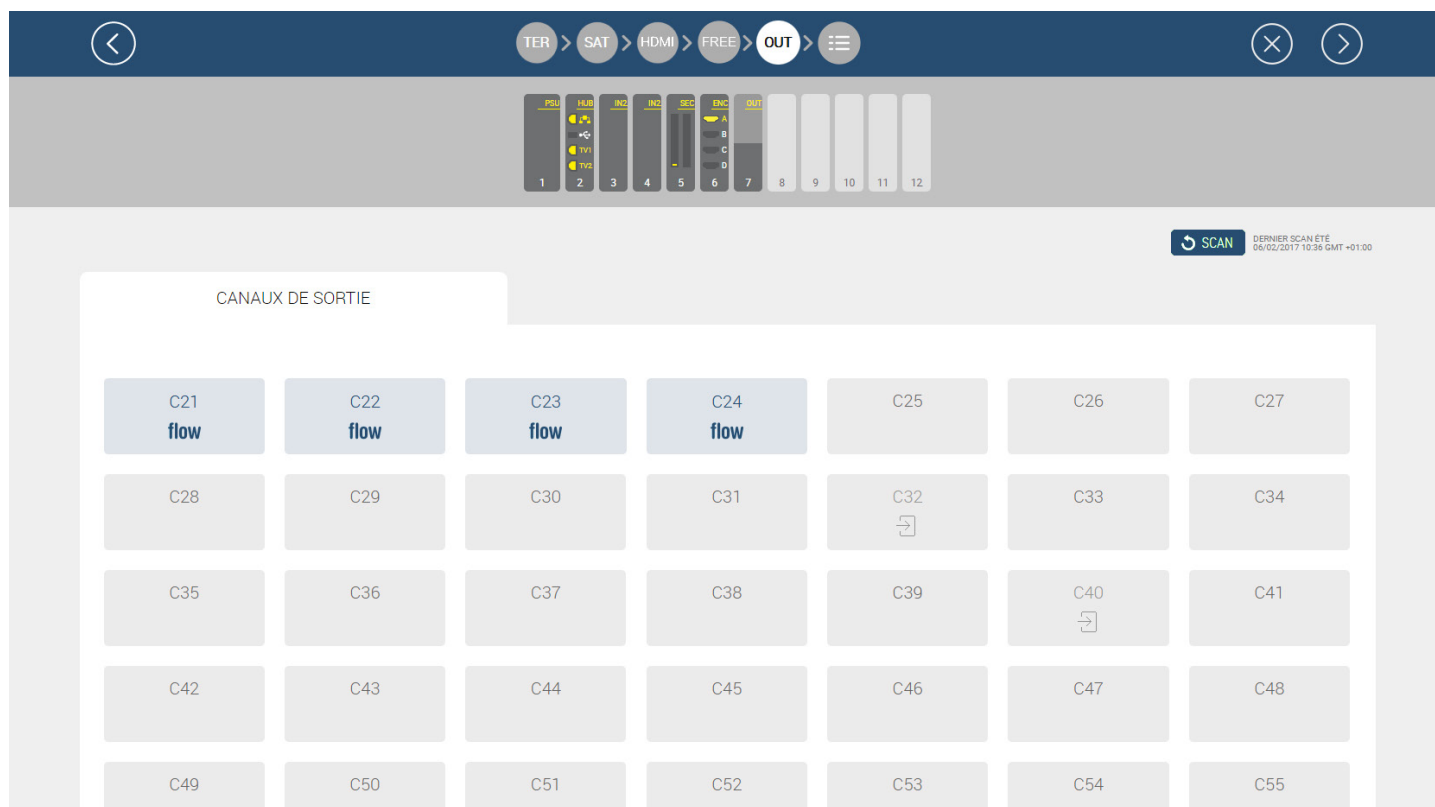 TER > SAT > HDMI > FREE > OUT >
PSU HUB IN2 IN2 SEC ENC OUT
A
B
TV1 C
TV2 D
1 2 3 4 5 6 7 8 9 10 11 12
SCAN DERNIER SCAN ÉTÉ
06/02/2017 10:36 GMT +01:00
CANAUX DE SORTIE
C21 C22 C23 C24 C25 C26 C27
flow flow flow flow
C28 C29 C30 C31 C32 C33 C34
C35 C36 C37 C38 C39 C40 C41
C42 C43 C44 C45 C46 C47 C48
C49 C50 C51 C52 C53 C54 C55